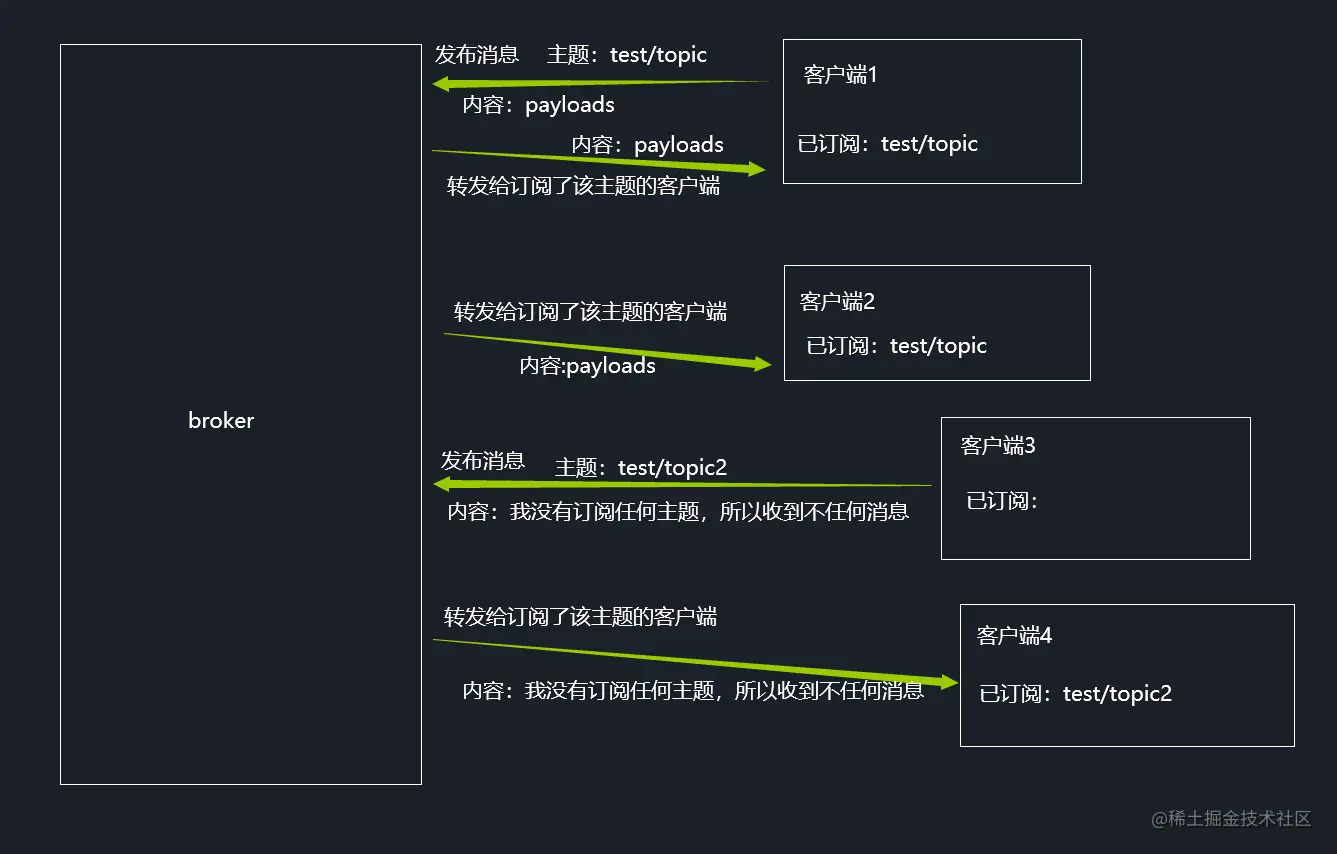 发布消息 主题：test/topic
内容：payloads
内容：payloads
转发给订阅了该主题的客户端
客户端1
已订阅：test/topic
转发给订阅了该主题的客户端
内容:payloads
客户端2
已订阅：test/topic
broker
发布消息 主题：test/topic2
内容：我没有订阅任何主题，所以收到不任何消息
客户端3
已订阅：
转发给订阅了该主题的客户端
内容：我没有订阅任何主题，所以收到不任何消息
客户端4
已订阅：test/topic2
@稀土掘金技术社区